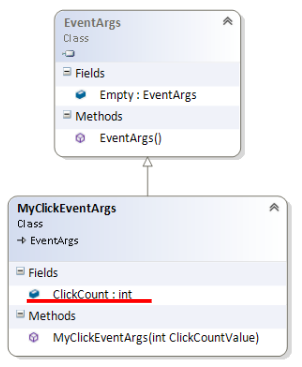 EventArgs
Class
Fields
Empty : EventArgs
Methods
EventArgs()
MyClickEventArgs
Class
EventArgs
Fields
ClickCount : int
Methods
MyClickEventArgs(int ClickCountValue)